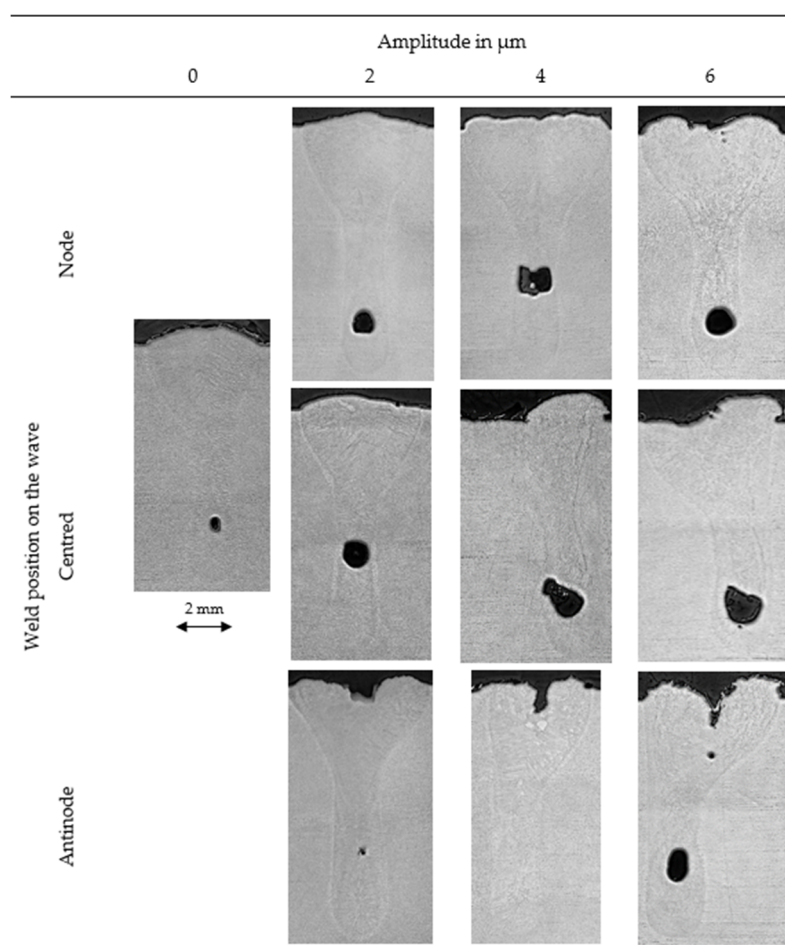 Amplitude in μm
0 2 4 6
Weld position on the wave
Node
Centred
2 mm
Antinode